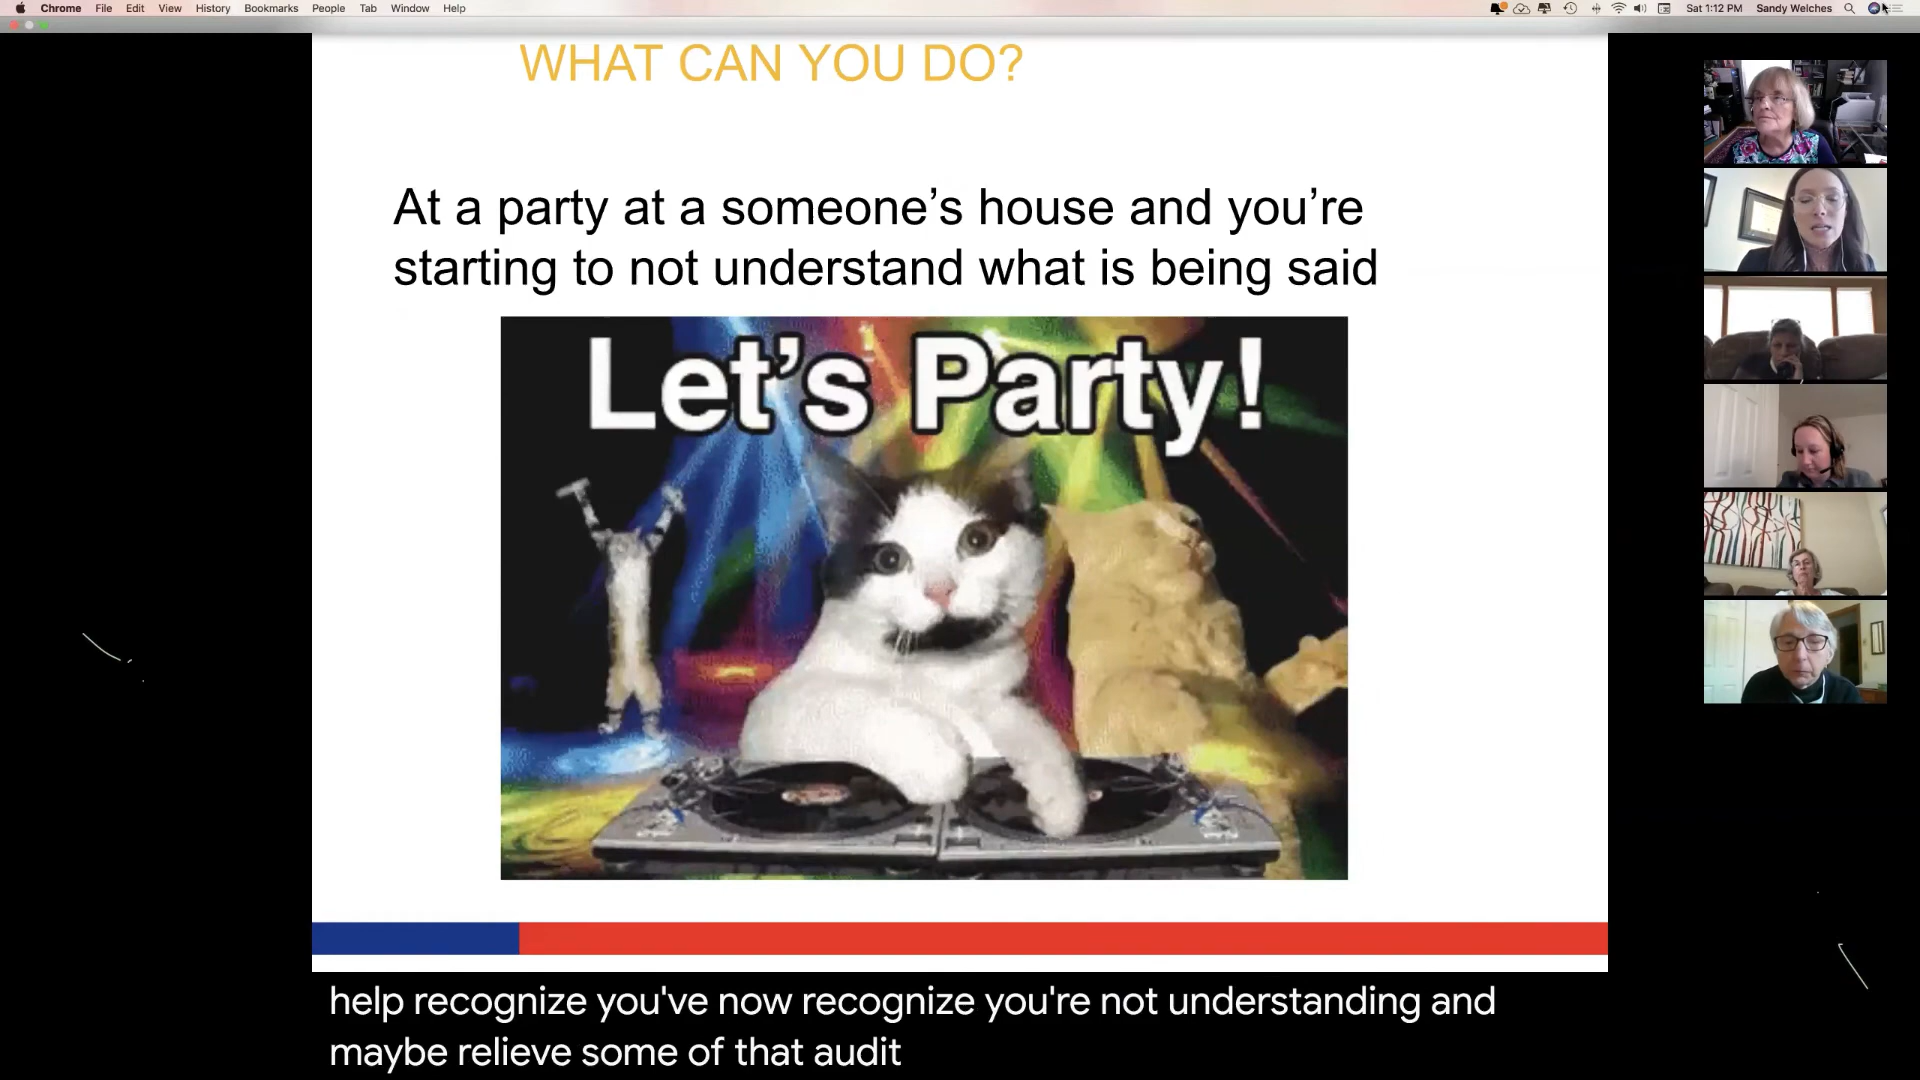 Chrome File Edit View History Bookmarks People Tab Window Help Sat 1:12 PM Sandy Welches
WHAT CAN YOU DO?
At a party at a someone’s house and you’re
starting to not understand what is being said
Let's Party!
help recognize you've now recognize you're not understanding and
maybe relieve some of that audit